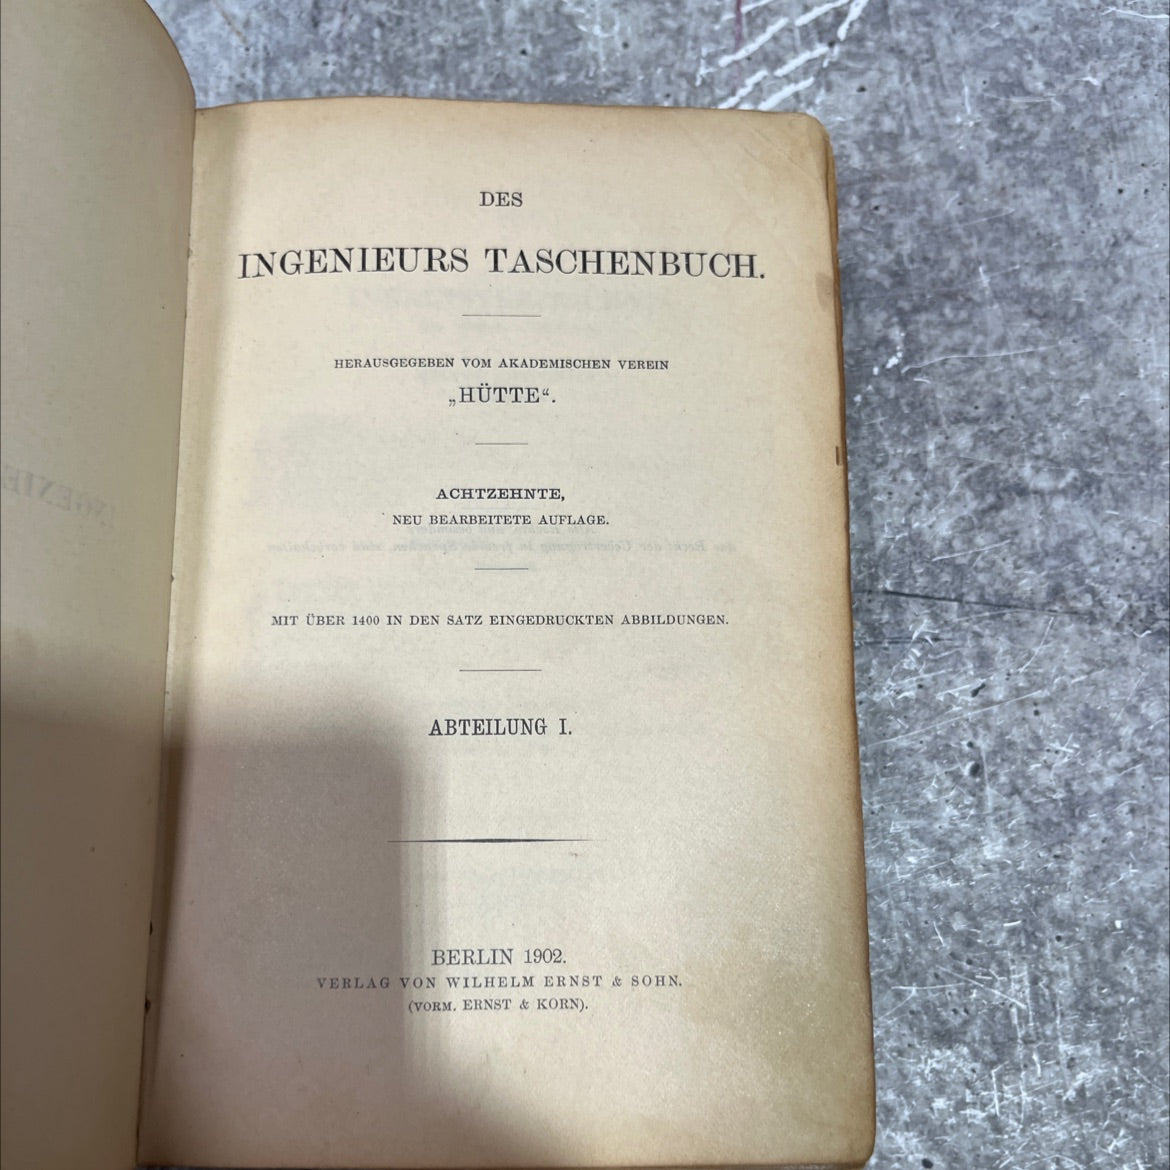 DES
INGENIEURS TASCHENBUCH.
HERAUSGEGEBEN VOM AKADEMISCHEN VEREIN
„HÜTTE“.
ACHTZEHNTE,
NEU BEARBEITETE AUFLAGE.
MIT ÜBER 1400 IN DEN SATZ EINGEDRUCKTEN ABBILDUNGEN.
ABTEILUNG I.
BERLIN 1902.
VERLAG VON WILHELM ERNST & SOHN.
(VORM. ERNST & KORN).